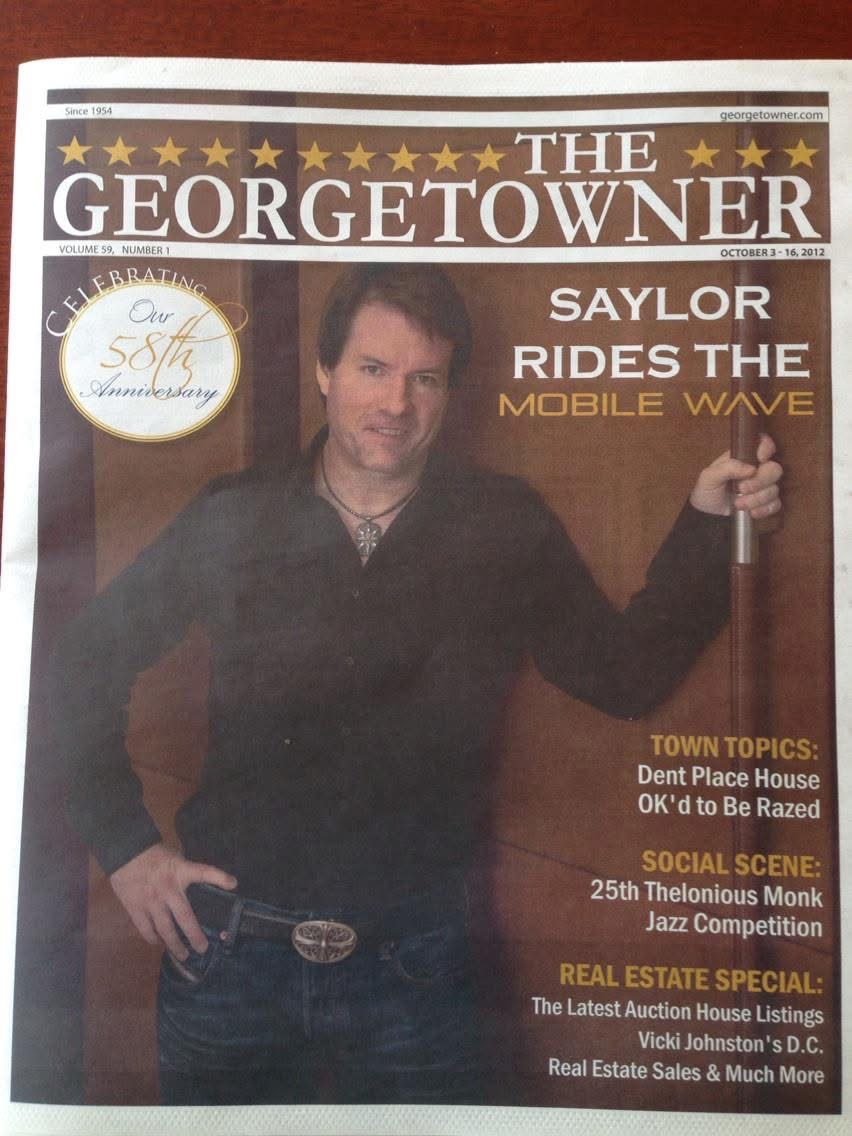 Since 1954
georgetowner.com
THE
GEORGETOWNER
VOLUME 59, NUMBER 1
OCTOBER 3 - 16, 2012
CELEBRATING
Our
58th
Anniversary
SAYLOR
RIDES THE
MOBILE WAVE
TOWN TOPICS:
Dent Place House
OK'd to Be Razed
SOCIAL SCENE:
25th Thelonious Monk
Jazz Competition
REAL ESTATE SPECIAL:
The Latest Auction House Listings
Vicki Johnston's D.C.
Real Estate Sales & Much More